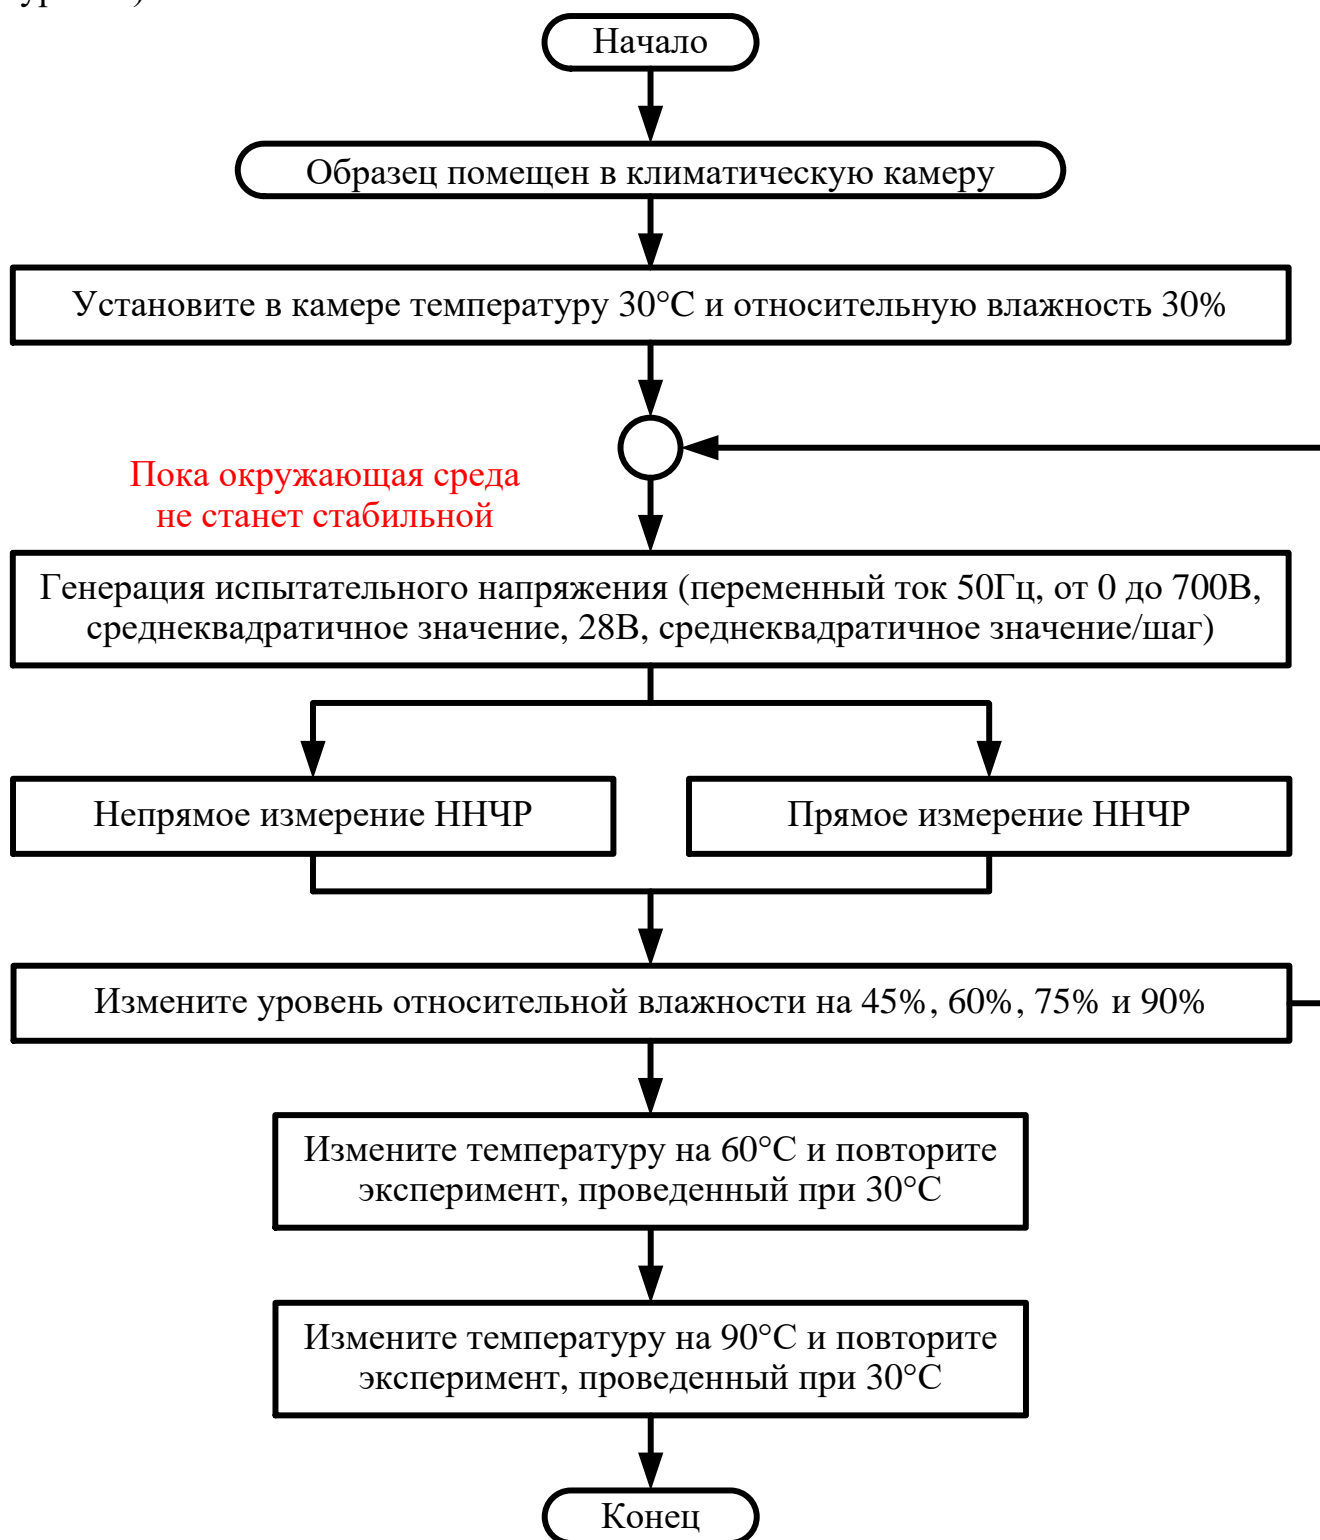 Начало
Образец помещен в климатическую камеру
Установите в камере температуру 30°C и относительную влажность 30%
Пока окружающая среда
не станет стабильной
Генерация испытательного напряжения (переменный ток 50Гц, от 0 до 700В,
среднеквадратичное значение, 28В, среднеквадратичное значение/шаг)
Непрямое измерение ННЧР
Прямое измерение ННЧР
Измените уровень относительной влажности на 45%, 60%, 75% и 90%
Измените температуру на 60°C и повторите
эксперимент, проведенный при 30°C
Измените температуру на 90°C и повторите
эксперимент, проведенный при 30°C
Конец